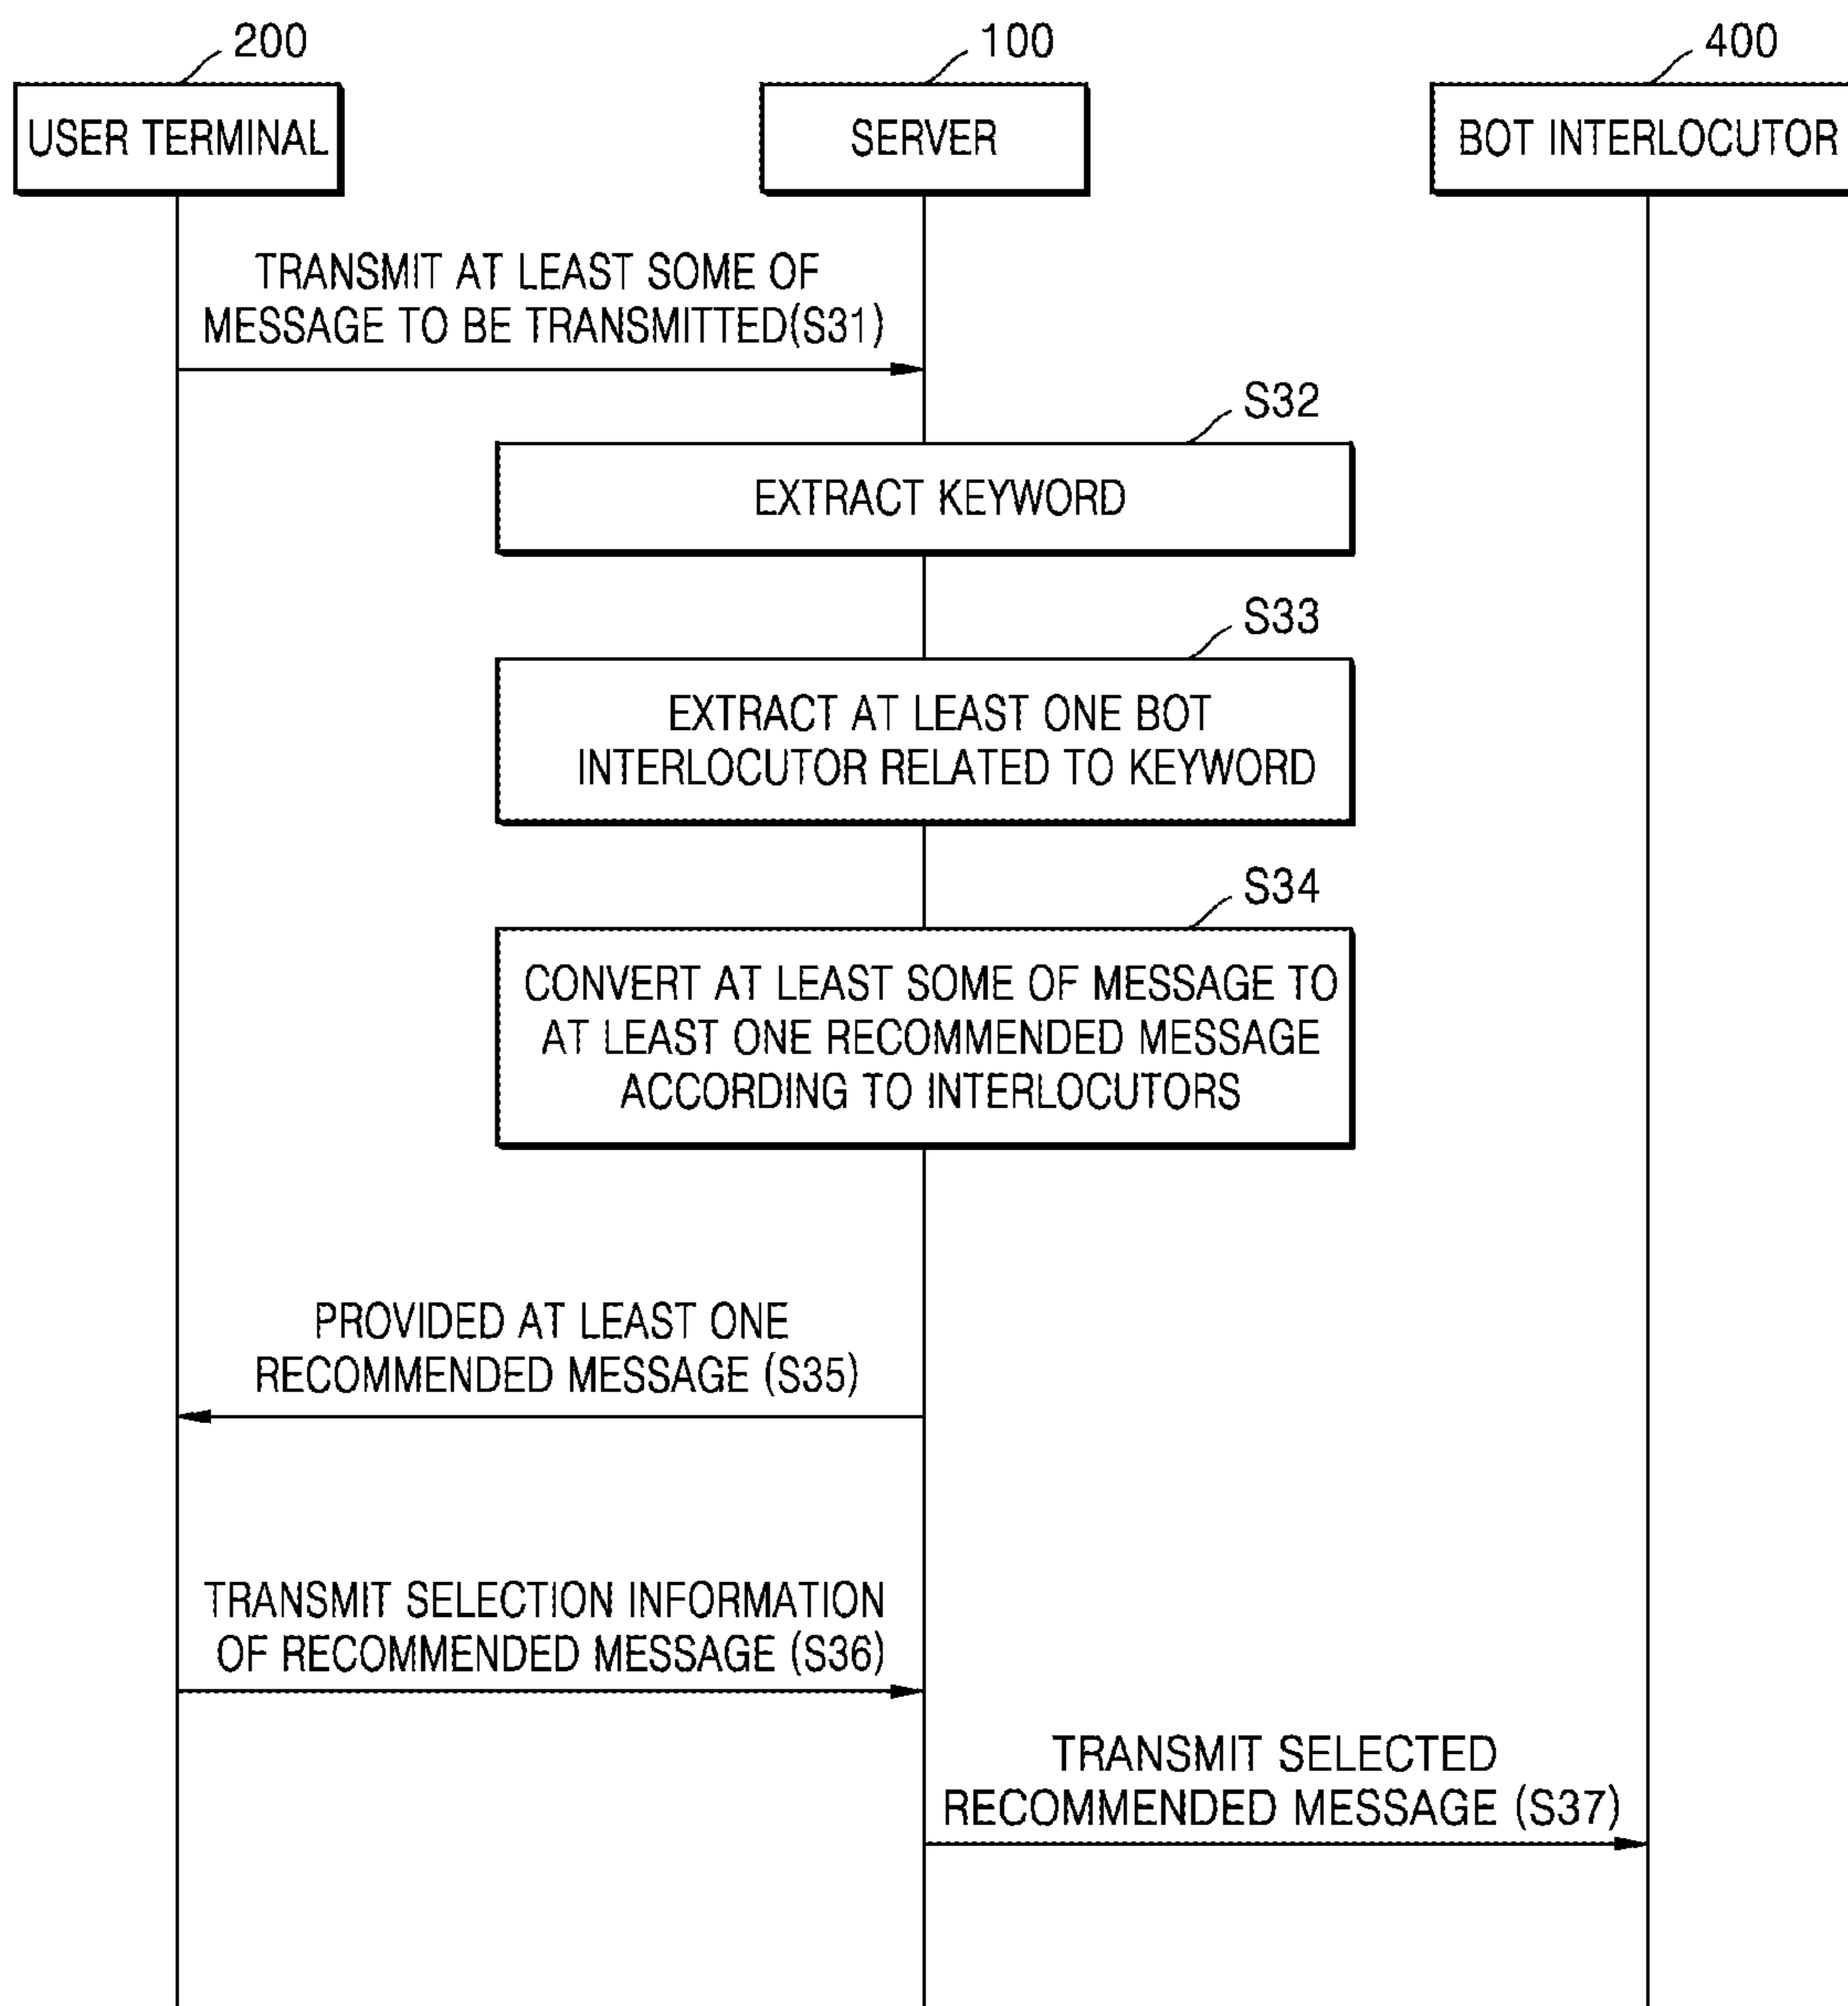 200
100
400
USER TERMINAL
SERVER
BOT INTERLOCUTOR
TRANSMIT AT LEAST SOME OF
MESSAGE TO BE TRANSMITTED(S31)
S32
EXTRACT KEYWORD
S33
EXTRACT AT LEAST ONE BOT
INTERLOCUTOR RELATED TO KEYWORD
S34
CONVERT AT LEAST SOME OF MESSAGE TO
AT LEAST ONE RECOMMENDED MESSAGE
ACCORDING TO INTERLOCUTORS
PROVIDED AT LEAST ONE
RECOMMENDED MESSAGE (S35)
TRANSMIT SELECTION INFORMATION
OF RECOMMENDED MESSAGE (S36)
TRANSMIT SELECTED
RECOMMENDED MESSAGE (S37)